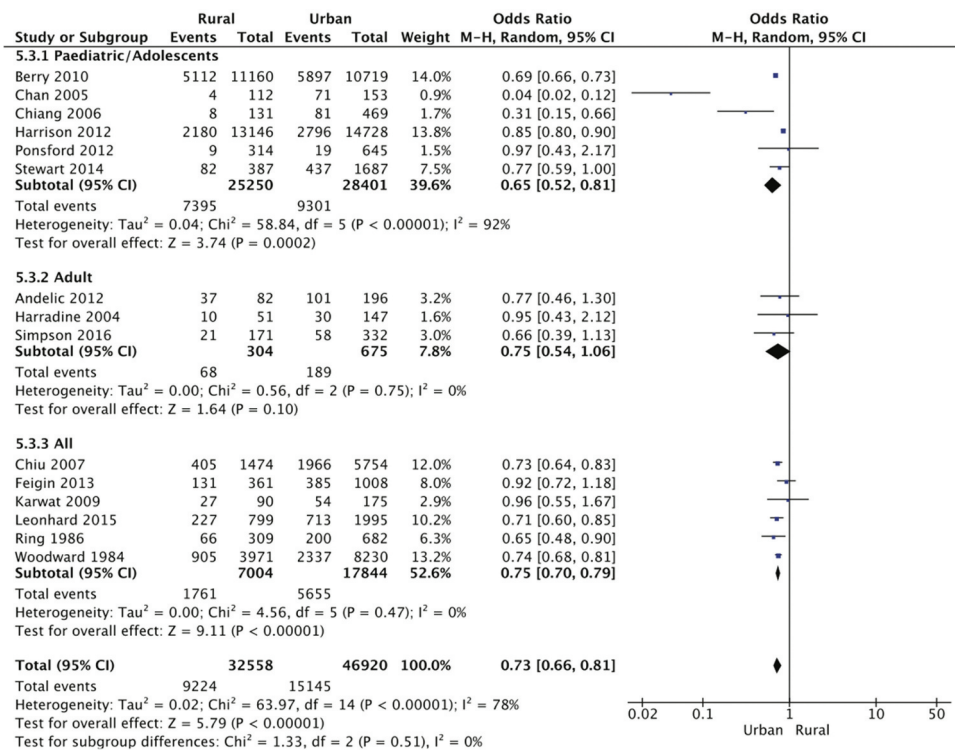 Rural Urban Odds Ratio Odds Ratio
Study or Subgroup Events Total Events Total Weight M-H, Random, 95% CI M-H, Random, 95% CI
5.3.1 Paediatric/Adolescents
Berry 2010 5112 11160 5897 10719 14.0% 0.69 [0.66, 0.73]
Chan 2005 4 112 71 153 0.9% 0.04 [0.02, 0.12]
Chiang 2006 8 131 81 469 1.7% 0.31 [0.15, 0.66]
Harrison 2012 2180 13146 2796 14728 13.8% 0.85 [0.80, 0.90]
Ponsford 2012 9 314 19 645 1.5% 0.97 [0.43, 2.17]
Stewart 2014 82 387 437 1687 7.5% 0.77 [0.59, 1.00]
Subtotal (95% CI) 25250 28401 39.6% 0.65 [0.52, 0.81]
Total events 7395 9301
Heterogeneity: Tau² = 0.04; Chi² = 58.84, df = 5 (P < 0.00001); I² = 92%
Test for overall effect: Z = 3.74 (P = 0.0002)
5.3.2 Adult
Andelic 2012 37 82 101 196 3.2% 0.77 [0.46, 1.30]
Harradine 2004 10 51 30 147 1.6% 0.95 [0.43, 2.12]
Simpson 2016 21 171 58 332 3.0% 0.66 [0.39, 1.13]
Subtotal (95% CI) 304 675 7.8% 0.75 [0.54, 1.06]
Total events 68 189
Heterogeneity: Tau² = 0.00; Chi² = 0.56, df = 2 (P = 0.75); I² = 0%
Test for overall effect: Z = 1.64 (P = 0.10)
5.3.3 All
Chiu 2007 405 1474 1966 5754 12.0% 0.73 [0.64, 0.83]
Feigin 2013 131 361 385 1008 8.0% 0.92 [0.72, 1.18]
Karwat 2009 27 90 54 175 2.9% 0.96 [0.55, 1.67]
Leonhard 2015 227 799 713 1995 10.2% 0.71 [0.60, 0.85]
Ring 1986 66 309 200 682 6.3% 0.65 [0.48, 0.90]
Woodward 1984 905 3971 2337 8230 13.2% 0.74 [0.68, 0.81]
Subtotal (95% CI) 7004 17844 52.6% 0.75 [0.70, 0.79]
Total events 1761 5655
Heterogeneity: Tau² = 0.00; Chi² = 4.56, df = 5 (P = 0.47); I² = 0%
Test for overall effect: Z = 9.11 (P < 0.00001)
Total (95% CI) 32558 46920 100.0% 0.73 [0.66, 0.81]
Total events 9224 15145
Heterogeneity: Tau² = 0.02; Chi² = 63.97, df = 14 (P < 0.00001); I² = 78%
Test for overall effect: Z = 5.79 (P < 0.00001)
Test for subgroup differences: Chi² = 1.33, df = 2 (P = 0.51), I² = 0%
0.02 0.1 1 10 50
Urban Rural